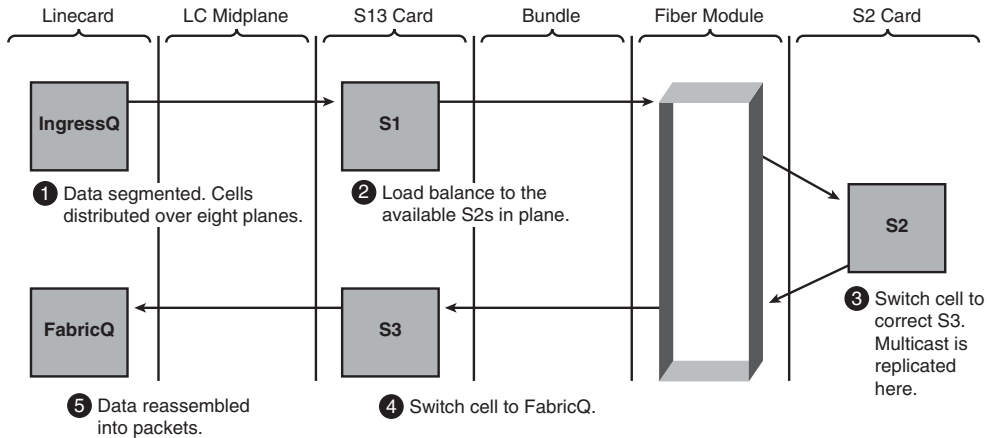 Linecard
LC Midplane
S13 Card
Bundle
Fiber Module
S2 Card
IngressQ
S1
1 Data segmented. Cells
distributed over eight planes.
2 Load balance to the
available S2s in plane.
S2
3 Switch cell to
correct S3.
Multicast is
replicated
here.
FabricQ
S3
5 Data reassembled
into packets.
4 Switch cell to FabricQ.